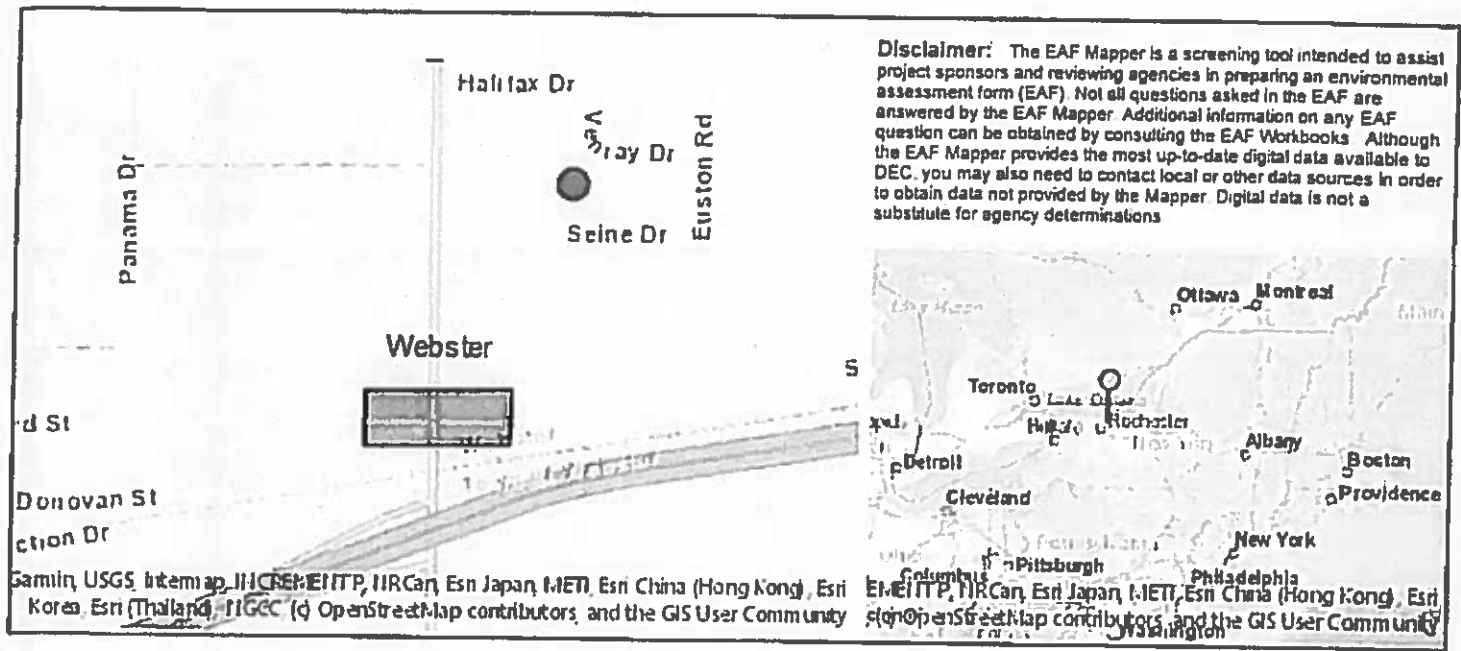 Halifax Dr
Panama Dr
Ve ray Dr
Euston Rd
Seine Dr
Webster
S
rd St
Donovan St
ction Dr
Garmin, USGS, Intermap, INCREMENT P, NRCan, Esri Japan, METI, Esri China (Hong Kong), Esri
Korea, Esri (Thailand), NGCC, (c) OpenStreetMap contributors, and the GIS User Community
Disclaimer: The EAF Mapper is a screening tool intended to assist
project sponsors and reviewing agencies in preparing an environmental
assessment form (EAF). Not all questions asked in the EAF are
answered by the EAF Mapper. Additional information on any EAF
question can be obtained by consulting the EAF Workbooks. Although
the EAF Mapper provides the most up-to-date digital data available to
DEC, you may also need to contact local or other data sources in order
to obtain data not provided by the Mapper. Digital data is not a
substitute for agency determinations.
Ottawa
Montreal
Toronto
Rochester
Albany
Detroit
Boston
Providence
Cleveland
New York
Pittsburgh
Columbus
Philadelphia
Washington
EMENT P, NRCan, Esri Japan, METI, Esri China (Hong Kong), Esri
OpenStreetMap contributors, and the GIS User Community